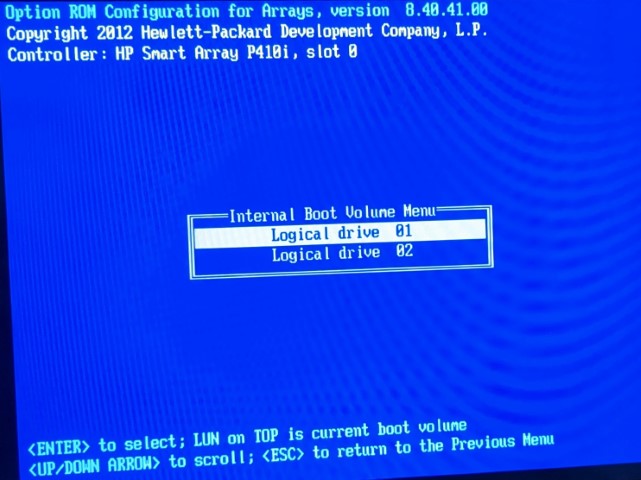 Option ROM Configuration for Arrays, version 8.40.41.00
Copyright 2012 Hewlett-Packard Development Company, L.P.
Controller: HP Smart Array P410i, slot 0
Internal Boot Volume Menu
Logical drive 01
Logical drive 02
<ENTER> to select; LUN on TOP is current boot volume
<UP/DOWN ARROW> to scroll; <ESC> to return to the Previous Menu